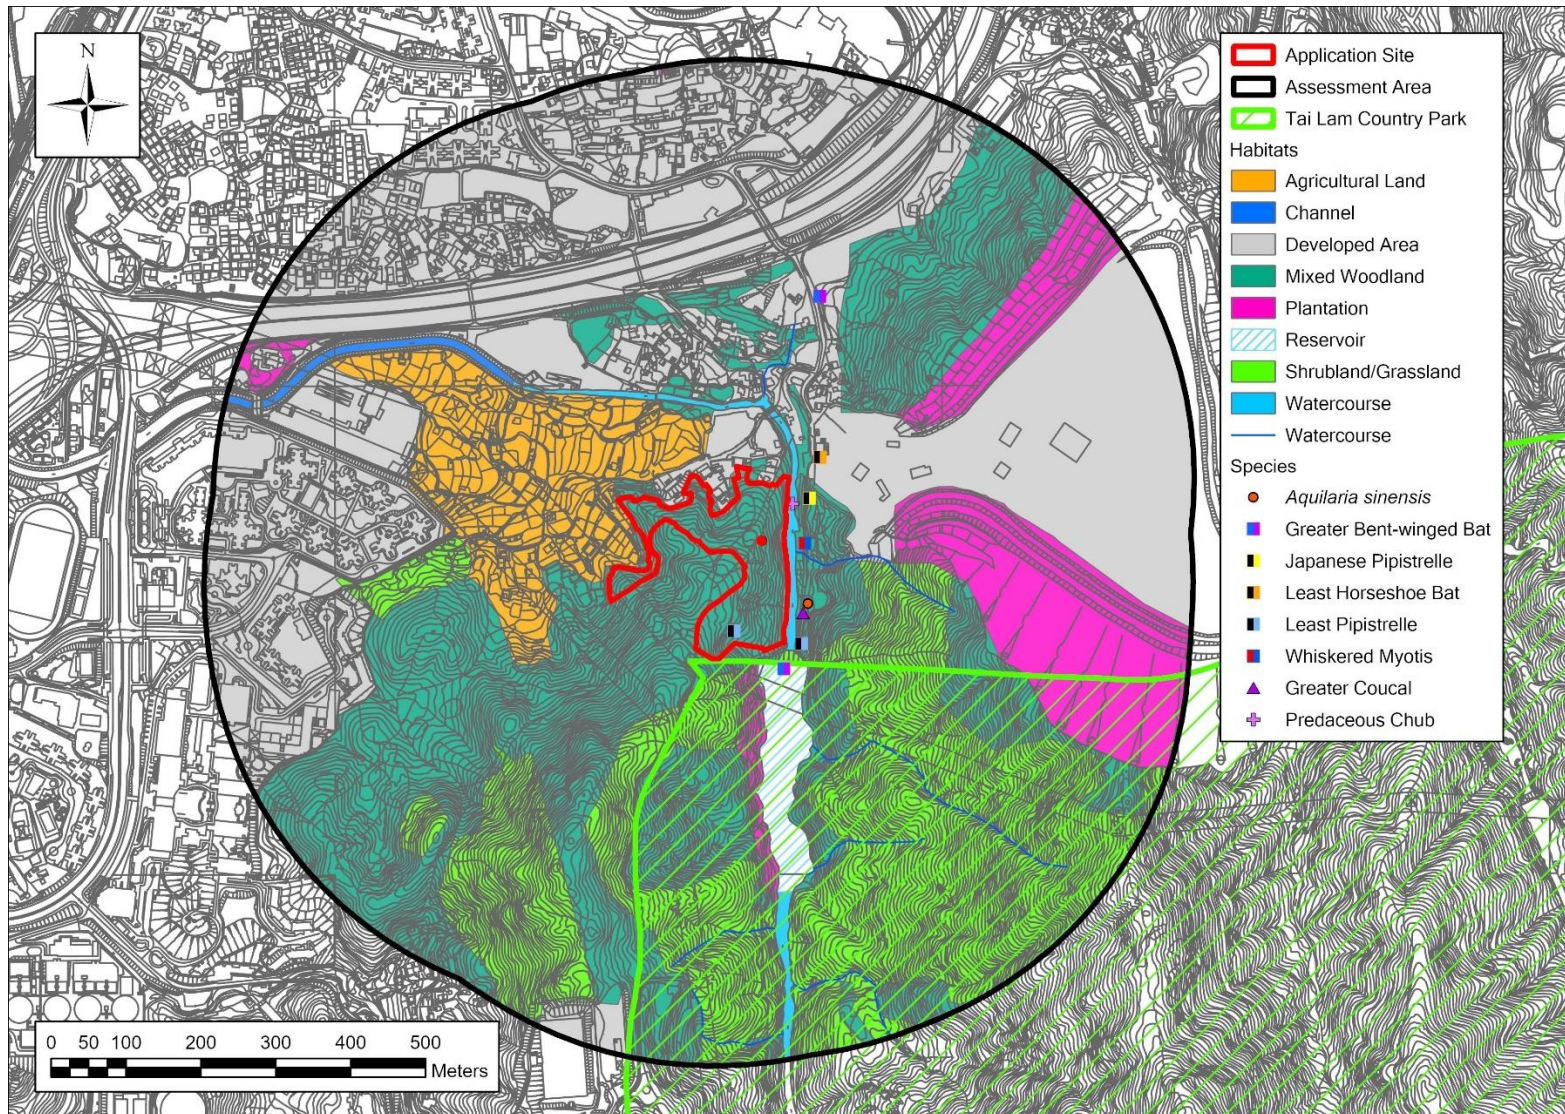 N
Application Site
Assessment Area
Tai Lam Country Park
Habitats
Agricultural Land
Channel
Developed Area
Mixed Woodland
Plantation
Reservoir
Shrubland/Grassland
Watercourse
Watercourse
Species
Aquilaria sinensis
Greater Bent-winged Bat
Japanese Pipistrelle
Least Horseshoe Bat
Least Pipistrelle
Whiskered Myotis
Greater Coucal
Predaceous Chub
0 50 100 200 300 400 500
Meters